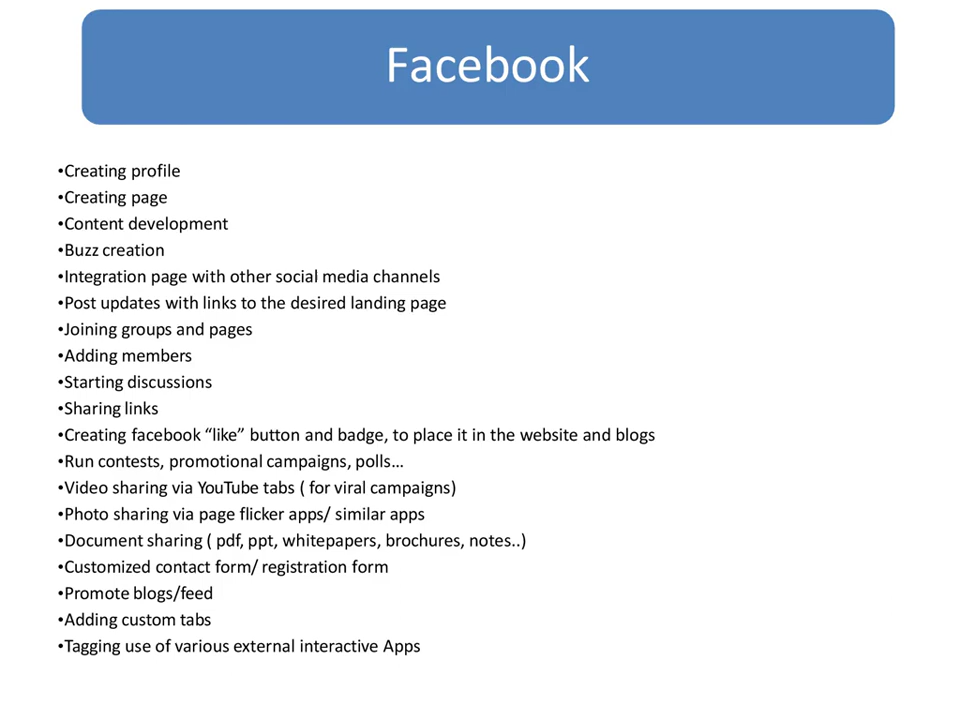 Facebook
•Creating profile
•Creating page
•Content development
•Buzz creation
•Integration page with other social media channels
•Post updates with links to the desired landing page
•Joining groups and pages
•Adding members
•Starting discussions
•Sharing links
•Creating facebook “like” button and badge, to place it in the website and blogs
•Run contests, promotional campaigns, polls…
•Video sharing via YouTube tabs ( for viral campaigns)
•Photo sharing via page flicker apps/ similar apps
•Document sharing ( pdf, ppt, whitepapers, brochures, notes..)
•Customized contact form/ registration form
•Promote blogs/feed
•Adding custom tabs
•Tagging use of various external interactive Apps